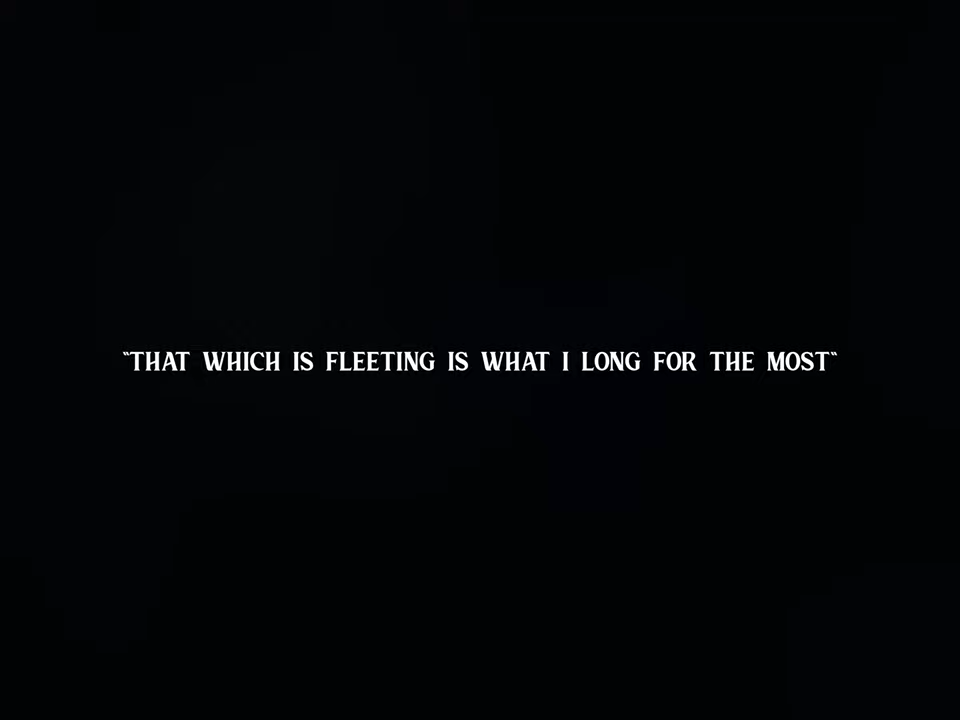 "THAT WHICH IS FLEETING IS WHAT I LONG FOR THE MOST"